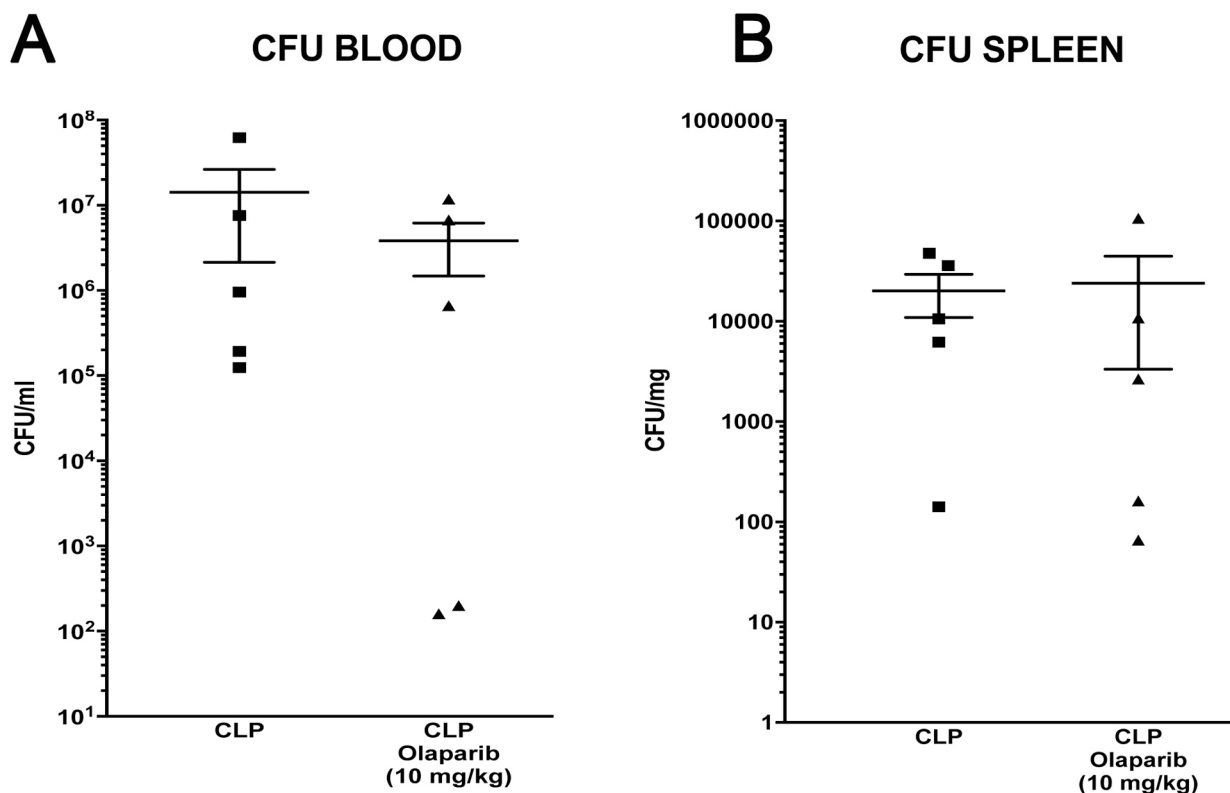 A
CFU BLOOD
CFU/ml
10⁸
10⁷
10⁶
10⁵
10⁴
10³
10²
10¹
CLP
CLP
Olaparib
(10 mg/kg)
B
CFU SPLEEN
CFU/mg
1000000
100000
10000
1000
100
10
1
CLP
CLP
Olaparib
(10 mg/kg)